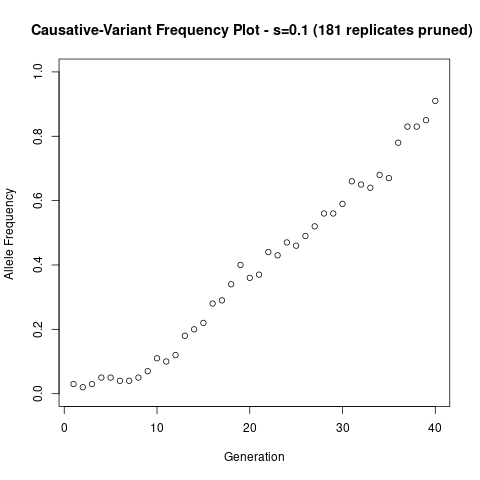 Causative-Variant Frequency Plot - s=0.1 (181 replicates pruned)
Allele Frequency
1.0
0.8
0.6
0.4
0.2
0.0
0 10 20 30 40
Generation